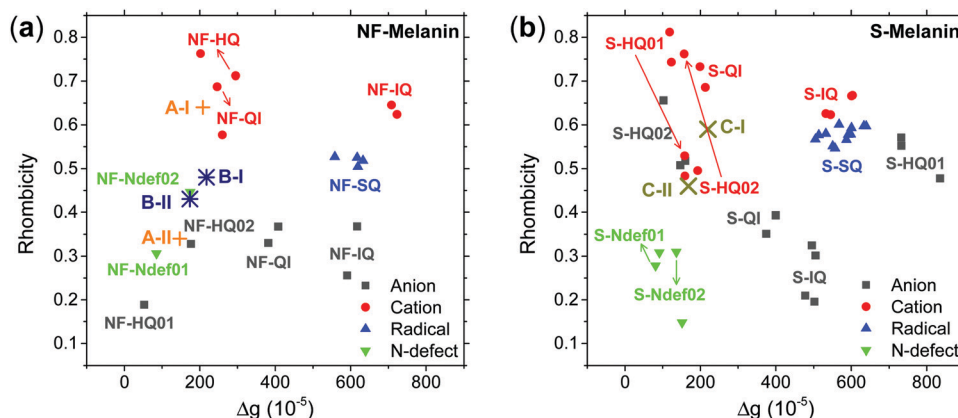 (a)
NF-Melanin
0.8
NF-HQ
0.7
NF-IQ
NF-QI
A-I
0.6
0.5
NF-Ndef02
B-I
NF-SQ
B-II
0.4
NF-HQ02
A-II
NF-QI
NF-IQ
0.3
NF-Ndef01
0.2
NF-HQ01
0.1
Rhombicity
Anion
Cation
Radical
N-defect
0 200 400 600 800
Δg (10⁻⁵)
(b)
S-Melanin
0.8
S-HQ01
S-QI
0.7
S-IQ
C-I
0.6
S-HQ02
S-HQ01
S-SQ
0.5
S-HQ02
C-II
0.4
S-QI
S-Ndef01
0.3
S-IQ
S-Ndef02
0.2
0.1
Rhombicity
Anion
Cation
Radical
N-defect
0 200 400 600 800
Δg (10⁻⁵)